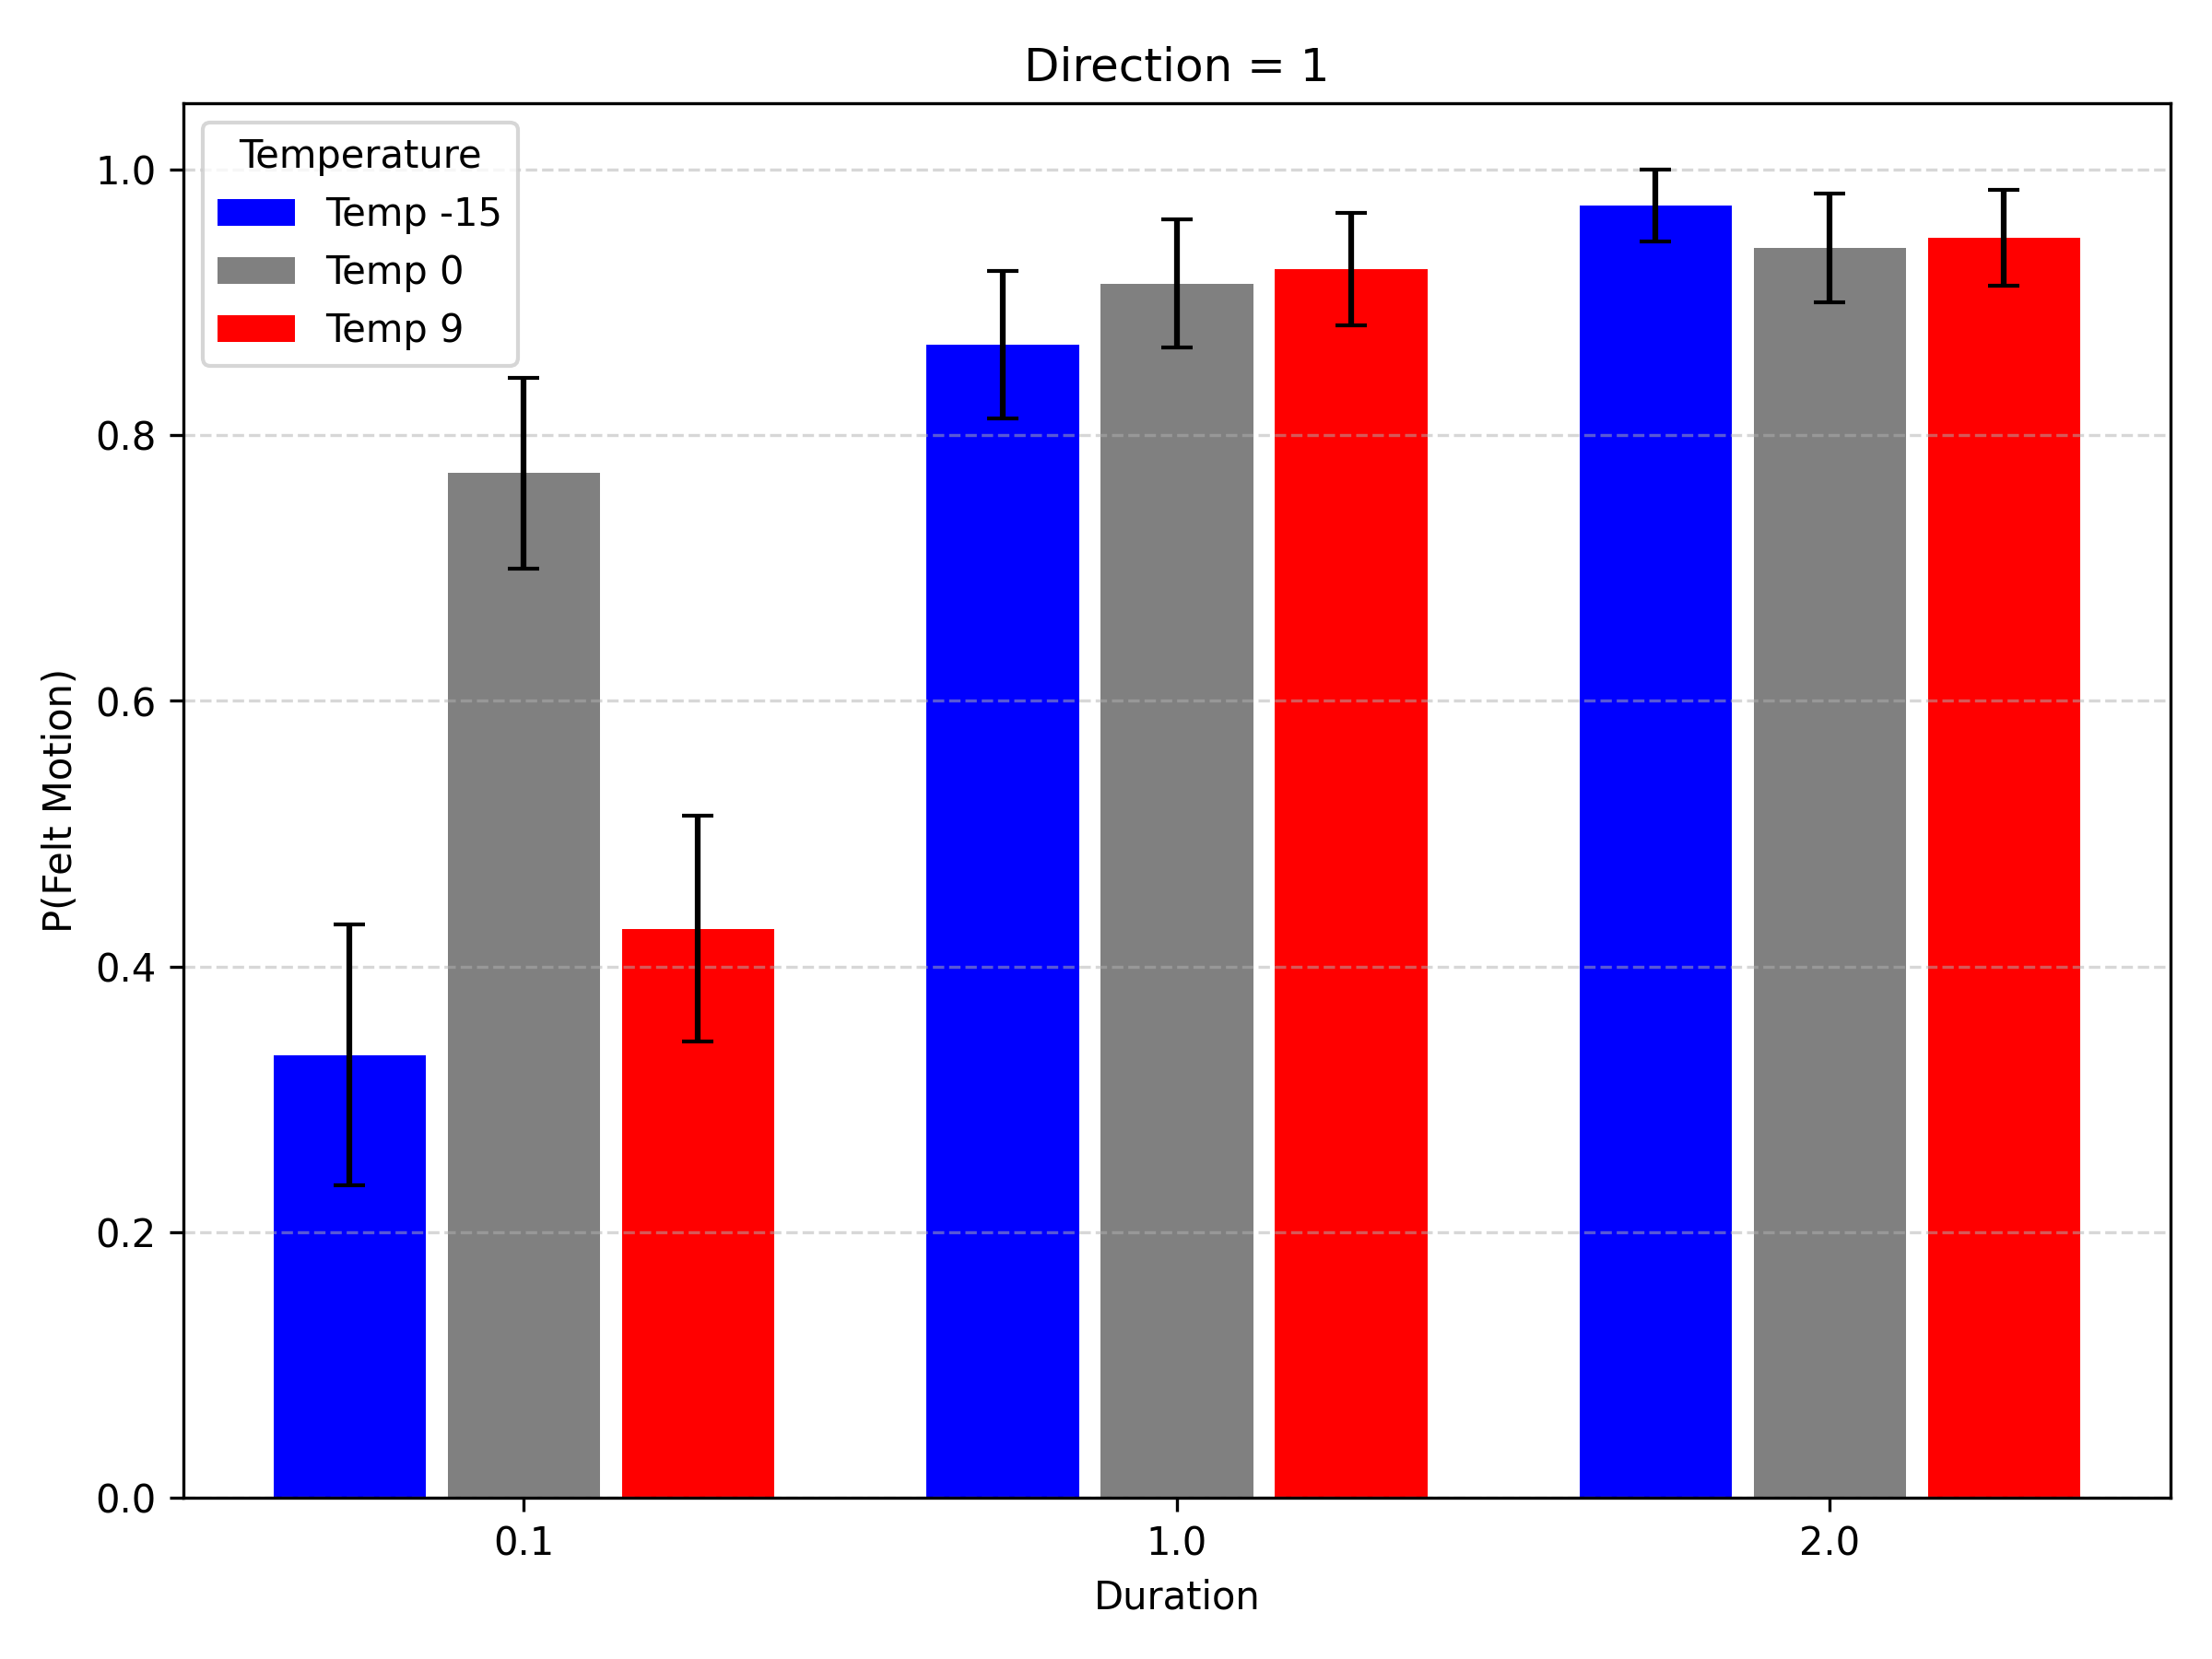 Direction = 1
Temperature
Temp -15
Temp 0
Temp 9
1.0
0.8
0.6
0.4
0.2
0.0
P(Felt Motion)
0.1 1.0 2.0
Duration